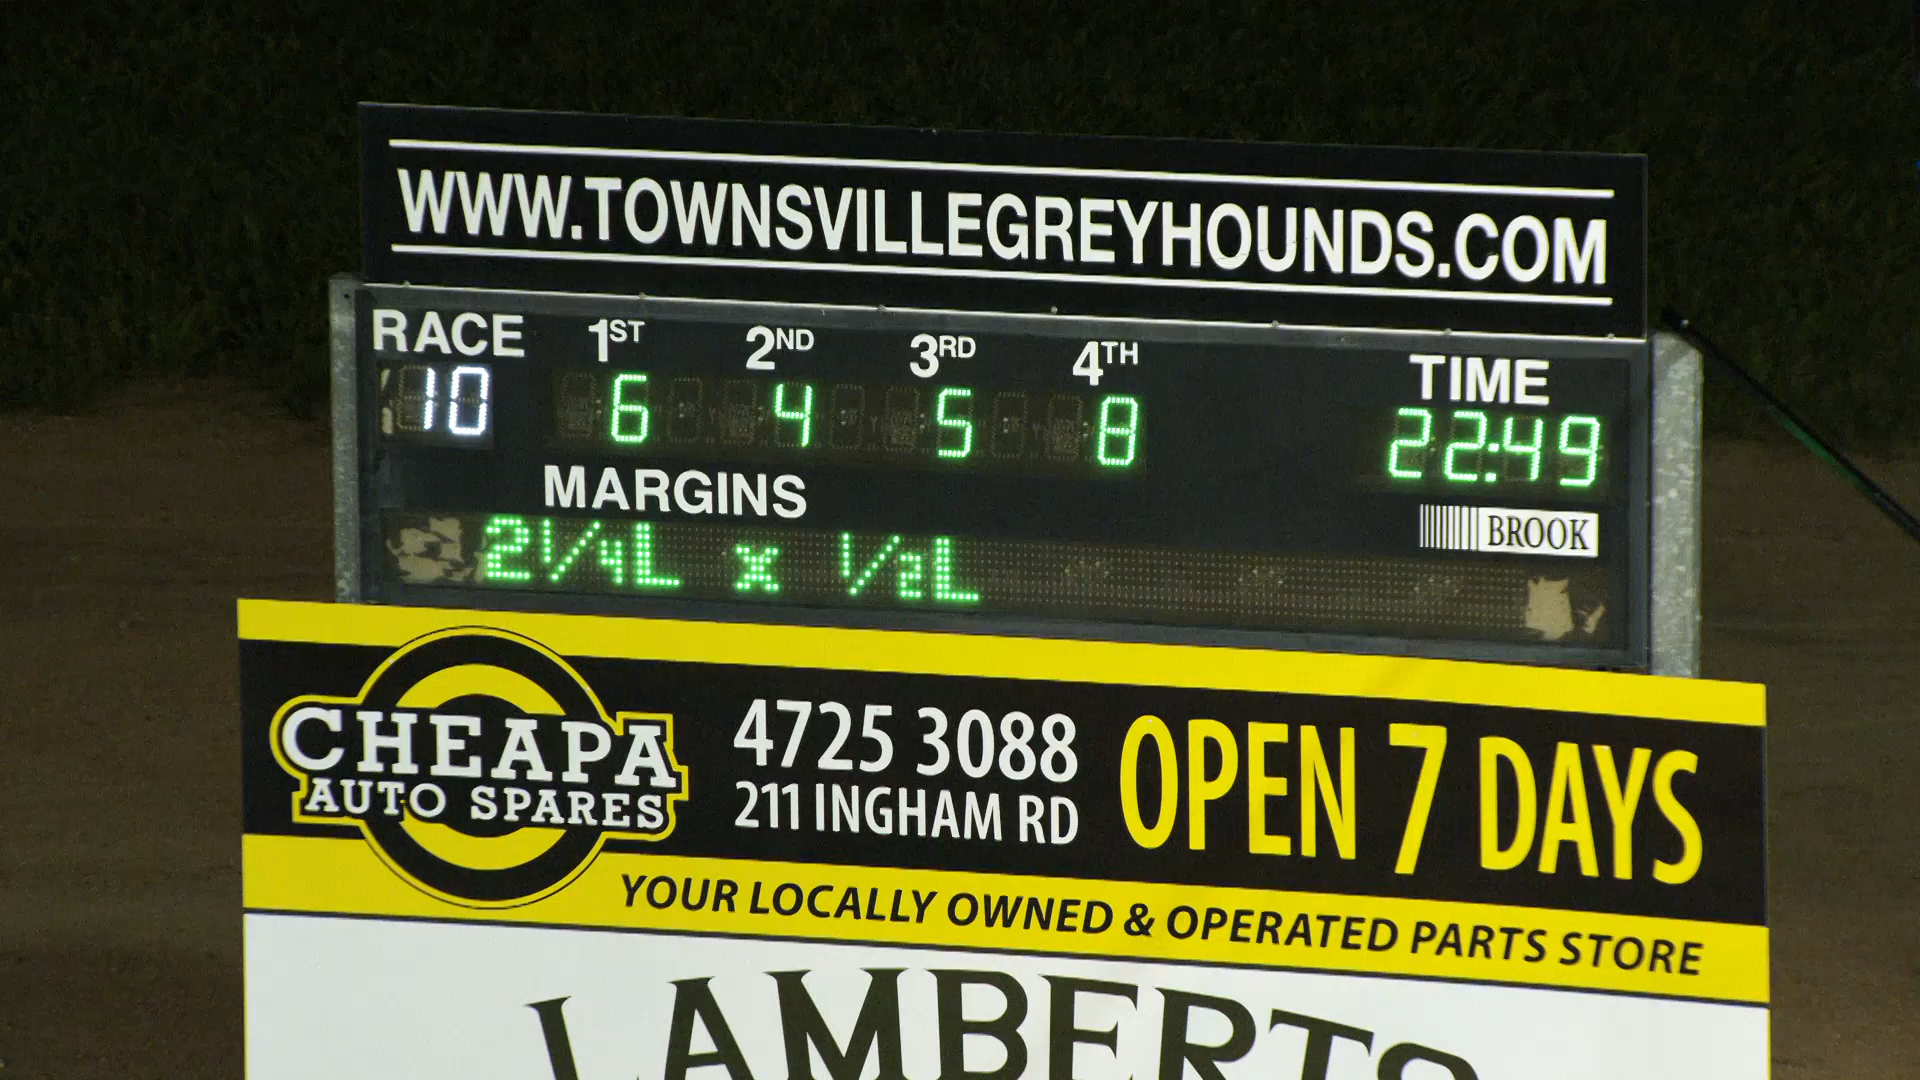 WWW.TOWNSVILLEGREYHOUNDS.COM
RACE 1ST 2ND 3RD 4TH TIME
10 6 4 5 8 22:49
MARGINS
BROOK
2¼L x ½L
CHEAPA
AUTO SPARES
4725 3088
211 INGHAM RD
OPEN 7 DAYS
YOUR LOCALLY OWNED & OPERATED PARTS STORE
LAMBERTS